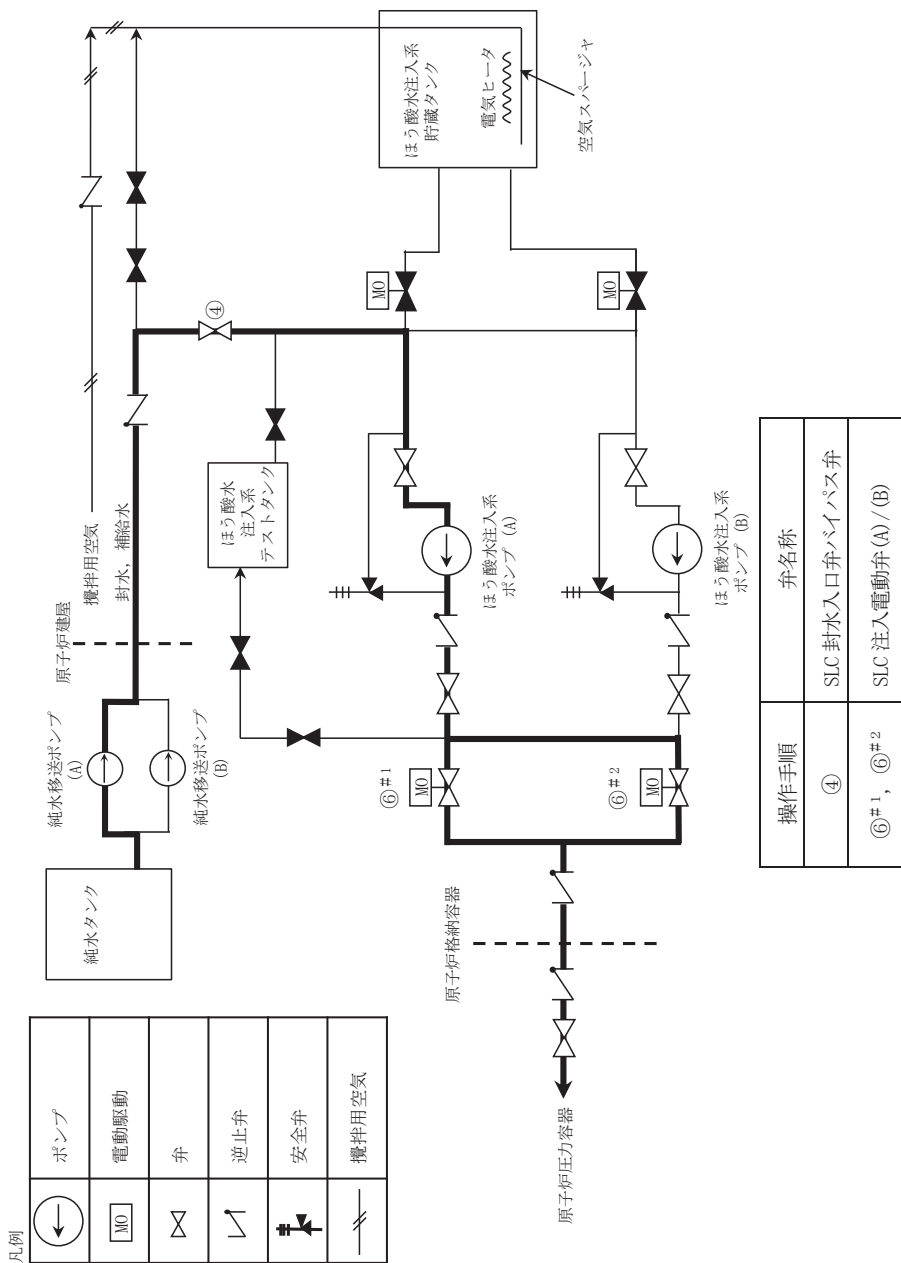 凡例
ポンプ
MO
電動駆動
弁
逆止弁
安全弁
攪拌用空気
純水タンク
純水移送ポンプ
(A)
純水移送ポンプ
(B)
原子炉建屋
攪拌用空気
封水, 補給水
④
ほう酸水
注入系
テストタンク
MO
MO
ほう酸水注入系
貯蔵タンク
電気ヒータ
空気スパージャ
ほう酸水注入系
ポンプ (A)
ほう酸水注入系
ポンプ (B)
⑥#1
MO
⑥#2
MO
原子炉格納容器
原子炉圧力容器
操作手順 弁名称
④ SLC 封水入口弁バイパス弁
⑥#1, ⑥#2 SLC 注入電動弁(A)/(B)